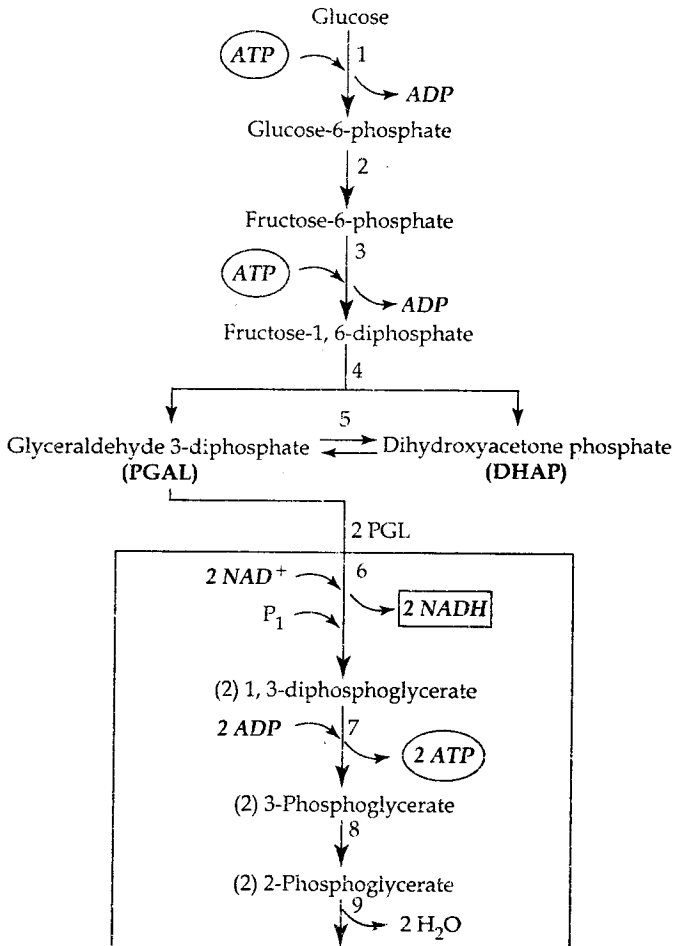 Glucose
ATP
1
ADP
Glucose-6-phosphate
2
Fructose-6-phosphate
3
ATP
ADP
Fructose-1, 6-diphosphate
4
5
Glyceraldehyde 3-diphosphate
Dihydroxyacetone phosphate
(PGAL)
(DHAP)
2 PGL
2 NAD+
6
2 NADH
P1
(2) 1, 3-diphosphoglycerate
2 ADP
7
2 ATP
(2) 3-Phosphoglycerate
8
(2) 2-Phosphoglycerate
9
2 H2O